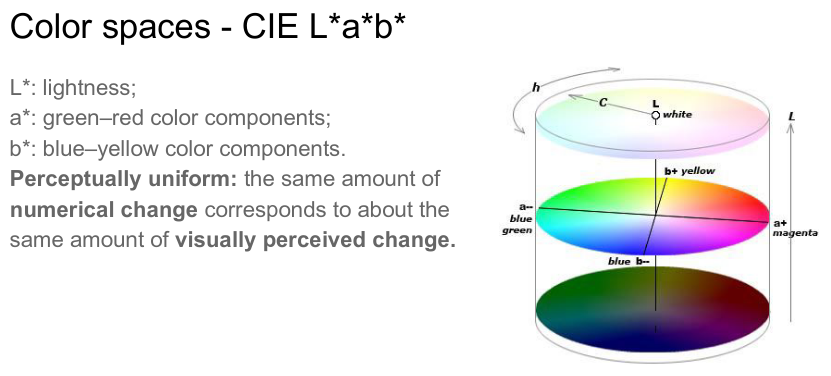 Color spaces - CIE L*a*b*
L*: lightness;
a*: green–red color components;
b*: blue–yellow color components.
Perceptually uniform: the same amount of
numerical change corresponds to about the
same amount of visually perceived change.
h
C
L
white
L
b+ yellow
a--
blue
green
a+
magenta
blue b--